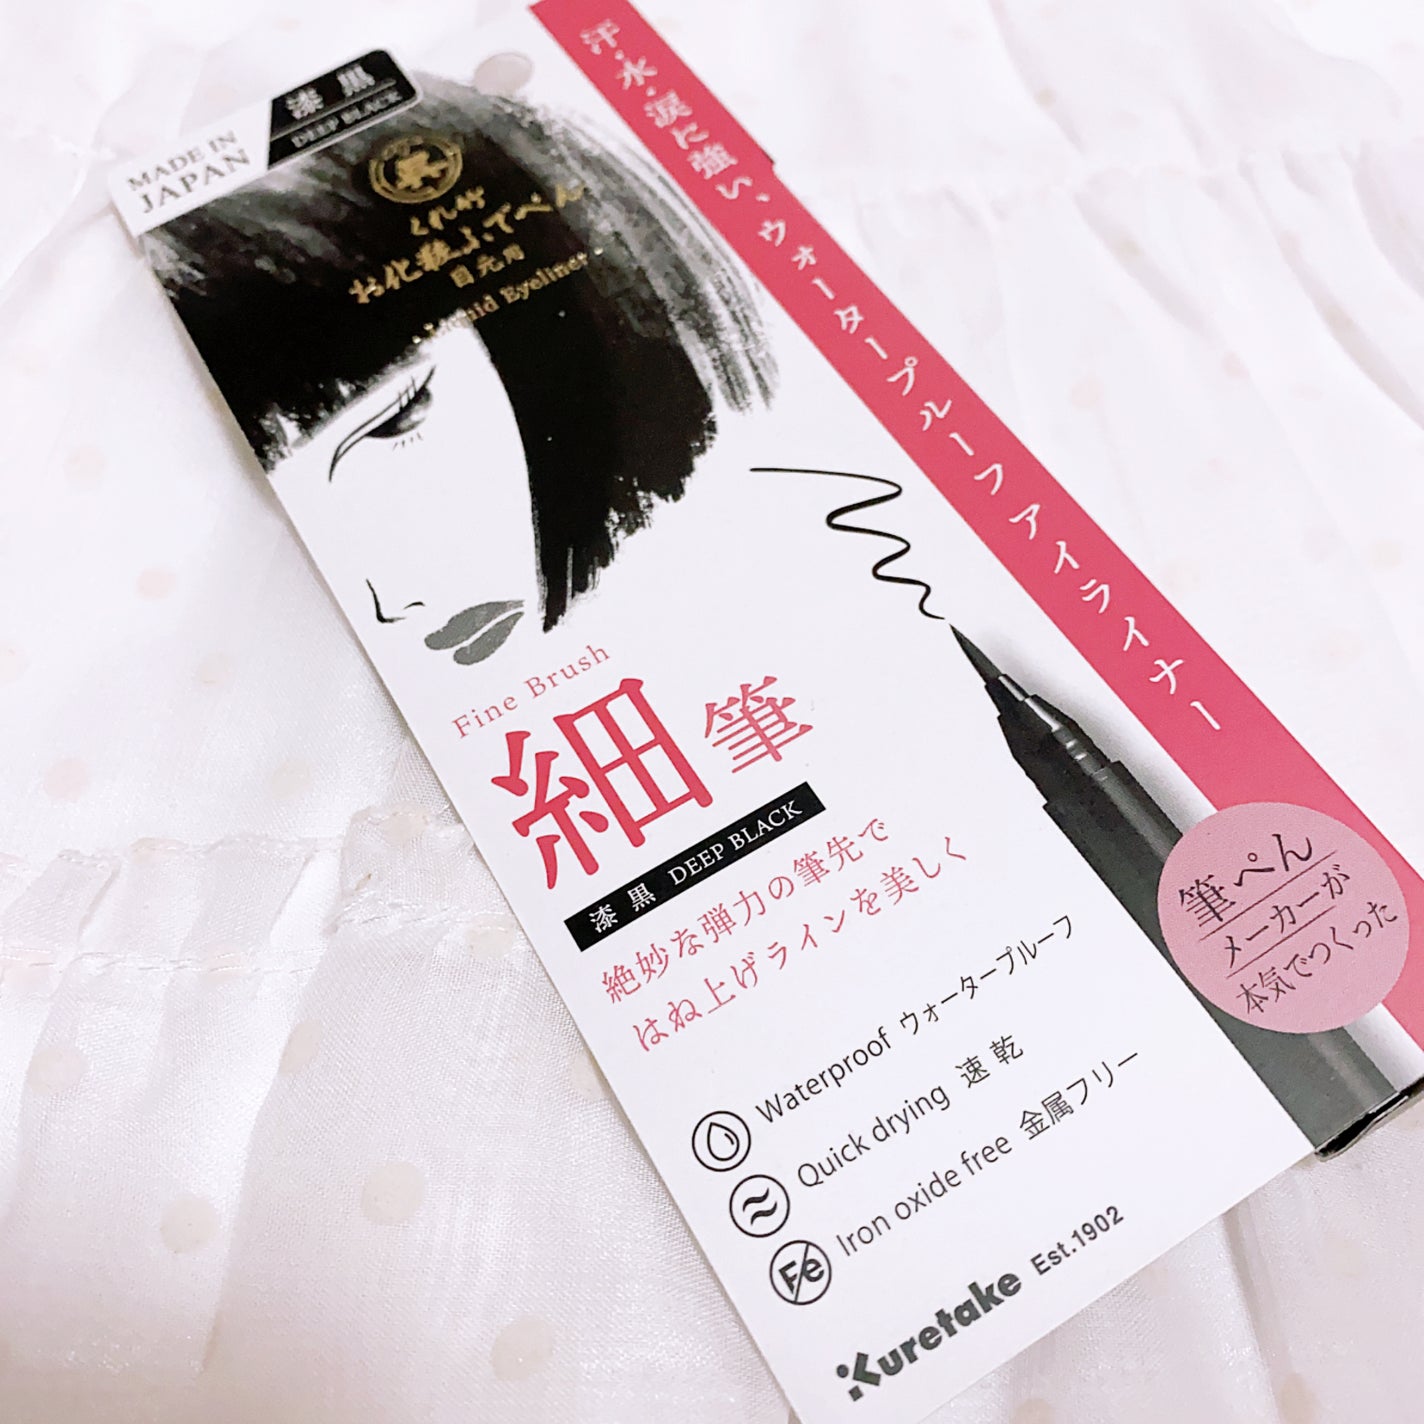 MADE IN
JAPAN
漆黒
DEEP BLACK
くれ竹
お化粧ふでぺん
目元用
Liquid Eyeliner
汗・水・涙に強い、ウォータープルーフアイライナー
Fine Brush
細筆
漆黒 DEEP BLACK
絶妙な弾力の筆先で
はね上げラインを美しく
筆ぺん
メーカーが
本気でつくった
Waterproof ウォータープルーフ
Quick drying 速乾
Fe
Iron oxide free 金属フリー
Kuretake Est.1902